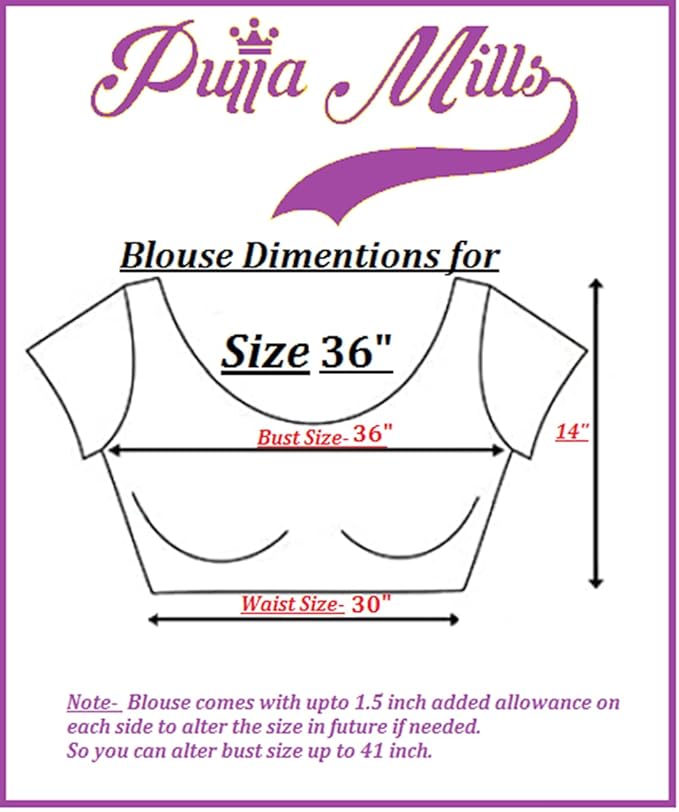 Pujja Mills
Blouse Dimentions for
Size 36"
Bust Size- 36"
14"
Waist Size- 30"
Note- Blouse comes with upto 1.5 inch added allowance on
each side to alter the size in future if needed.
So you can alter bust size up to 41 inch.